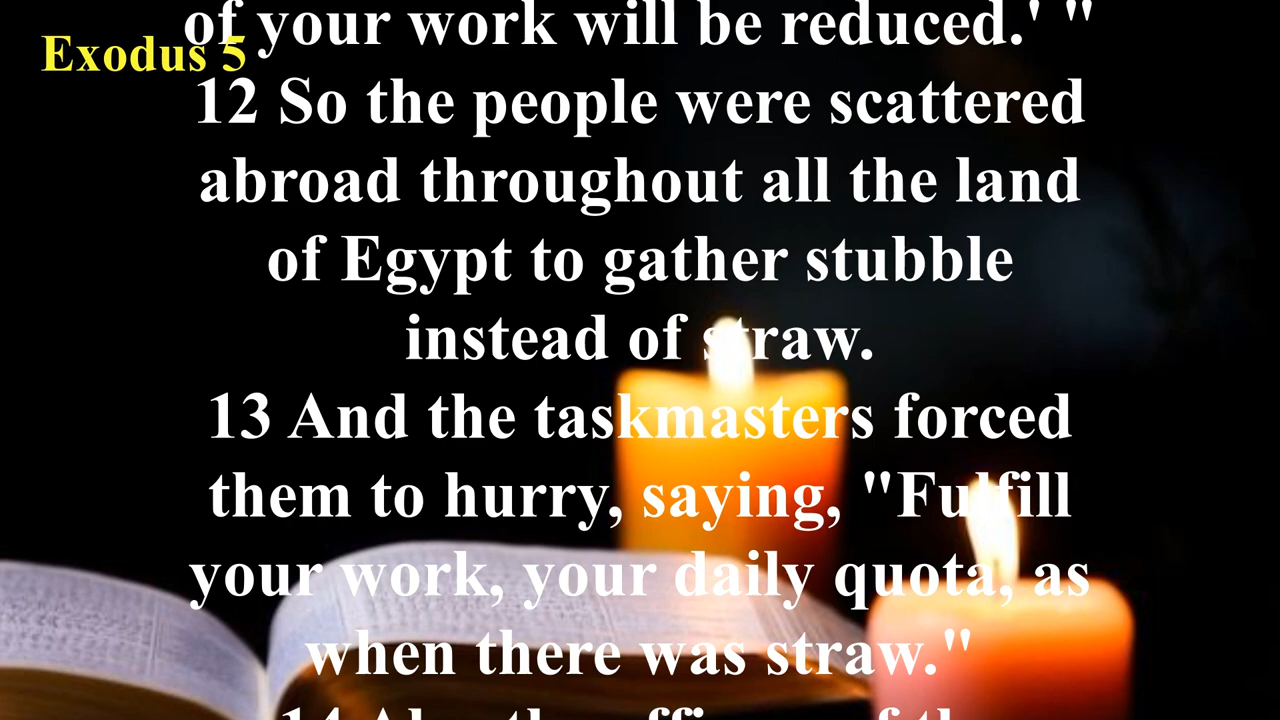 of your work will be reduced.' "
Exodus 5
12 So the people were scattered
abroad throughout all the land
of Egypt to gather stubble
instead of straw.
13 And the taskmasters forced
them to hurry, saying, "Fulfill
your work, your daily quota, as
when there was straw."
14 Also the officers of the